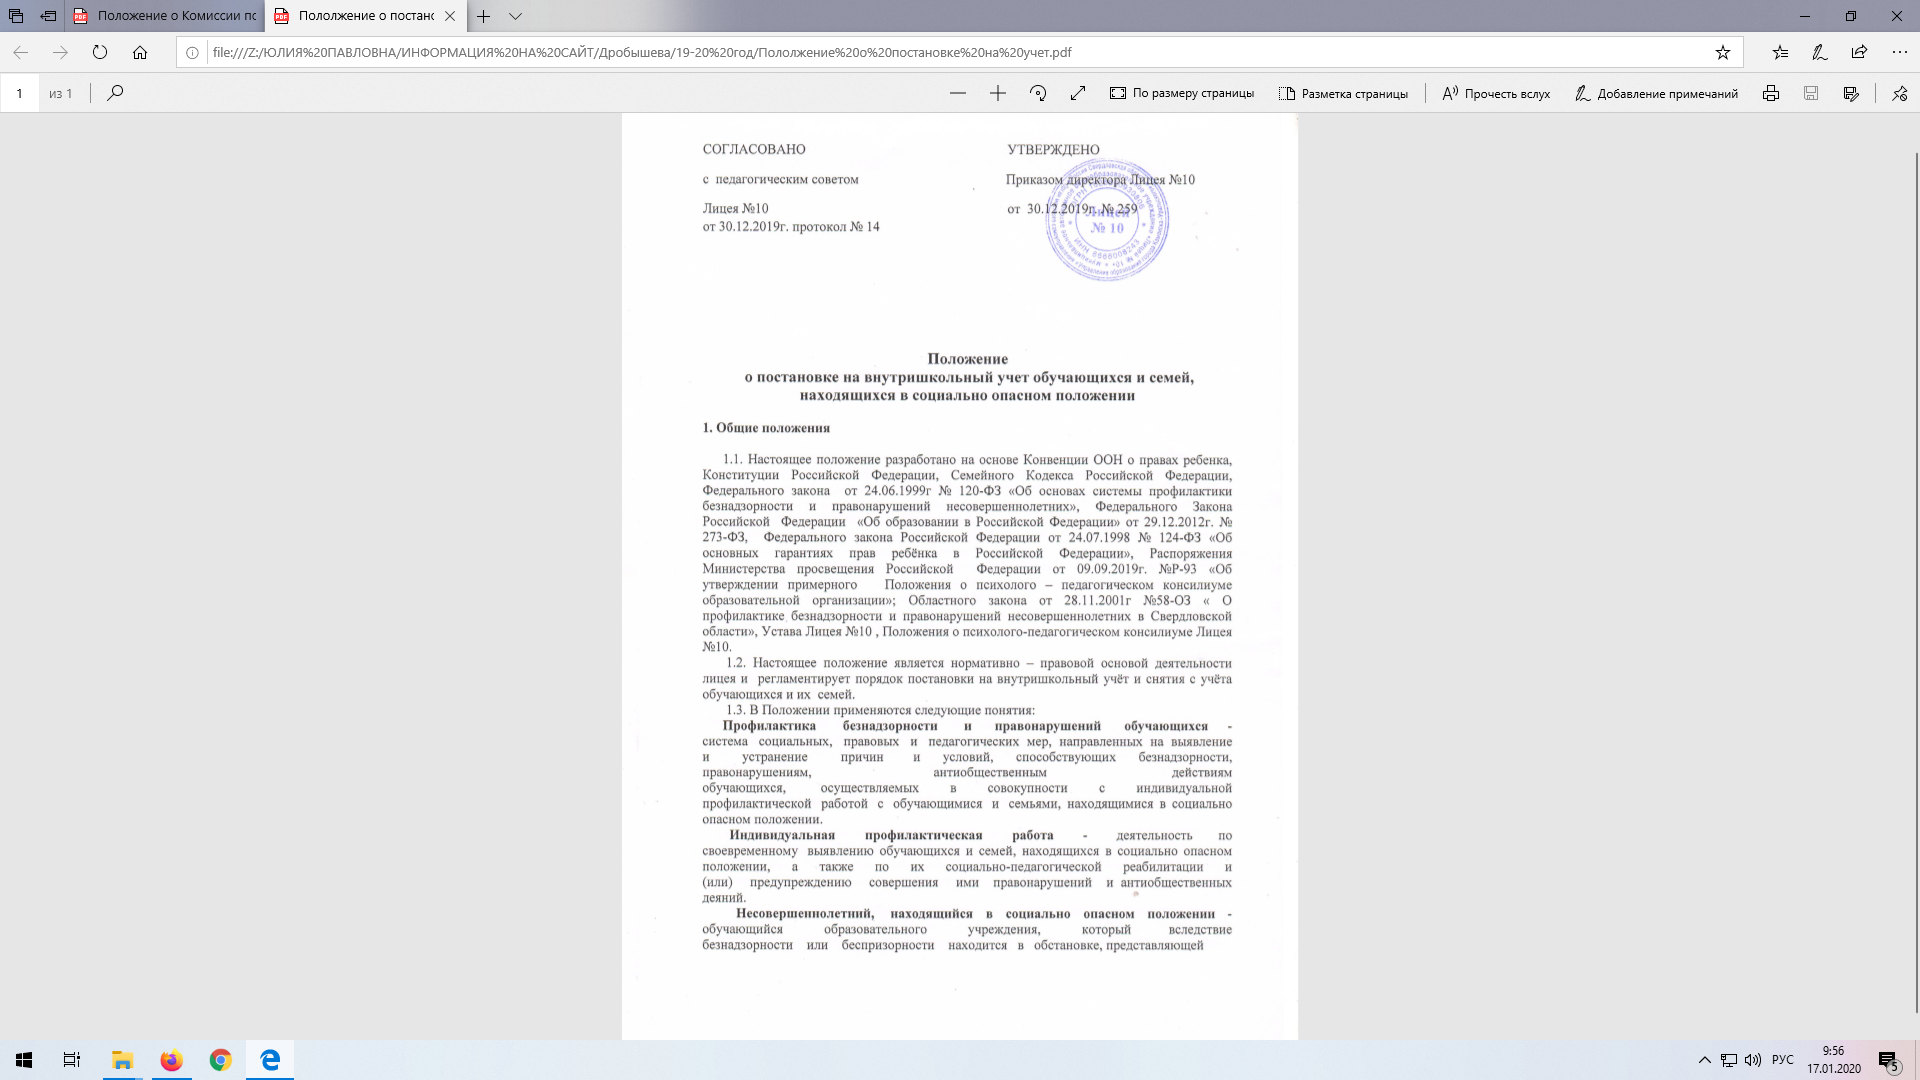 Положение о Комиссии по
Пололжение о постано
file:///Z:/ЮЛИЯ%20ПАВЛОВНА/ИНФОРМАЦИЯ%20НА%20САЙТ/Дробышева/19-20%20год/Пололжение%20о%20постановке%20на%20учет.pdf
1 из 1
По размеру страницы
Разметка страницы
Прочесть вслух
Добавление примечаний
СОГЛАСОВАНО
с педагогическим советом
Лицея №10
от 30.12.2019г. протокол № 14
УТВЕРЖДЕНО
Приказом директора Лицея №10
от 30.12.2019г. № 259
Лицей
№ 10
Положение
о постановке на внутришкольный учет обучающихся и семей,
находящихся в социально опасном положении
1. Общие положения
1.1. Настоящее положение разработано на основе Конвенции ООН о правах ребенка,
Конституции Российской Федерации, Семейного Кодекса Российской Федерации,
Федерального закона от 24.06.1999г № 120-ФЗ «Об основах системы профилактики
безнадзорности и правонарушений несовершеннолетних», Федерального Закона
Российской Федерации «Об образовании в Российской Федерации» от 29.12.2012г. №
273-ФЗ, Федерального закона Российской Федерации от 24.07.1998 № 124-ФЗ «Об
основных гарантиях прав ребёнка в Российской Федерации», Распоряжения
Министерства просвещения Российской Федерации от 09.09.2019г. №Р-93 «Об
утверждении примерного Положения о психолого – педагогическом консилиуме
образовательной организации»; Областного закона от 28.11.2001г №58-ОЗ « О
профилактике безнадзорности и правонарушений несовершеннолетних в Свердловской
области», Устава Лицея №10 , Положения о психолого-педагогическом консилиуме Лицея
№10.
1.2. Настоящее положение является нормативно – правовой основой деятельности
лицея и регламентирует порядок постановки на внутришкольный учёт и снятия с учёта
обучающихся и их семей.
1.3. В Положении применяются следующие понятия:
Профилактика безнадзорности и правонарушений обучающихся -
система социальных, правовых и педагогических мер, направленных на выявление
и устранение причин и условий, способствующих безнадзорности,
правонарушениям, антиобщественным действиям
обучающихся, осуществляемых в совокупности с индивидуальной
профилактической работой с обучающимися и семьями, находящимися в социально
опасном положении.
Индивидуальная профилактическая работа - деятельность по
своевременному выявлению обучающихся и семей, находящихся в социально опасном
положении, а также по их социально-педагогической реабилитации и
(или) предупреждению совершения ими правонарушений и антиобщественных
деяний.
Несовершеннолетний, находящийся в социально опасном положении -
обучающийся образовательного учреждения, который вследствие
безнадзорности или беспризорности находится в обстановке, представляющей
РУС
9:56
17.01.2020
5